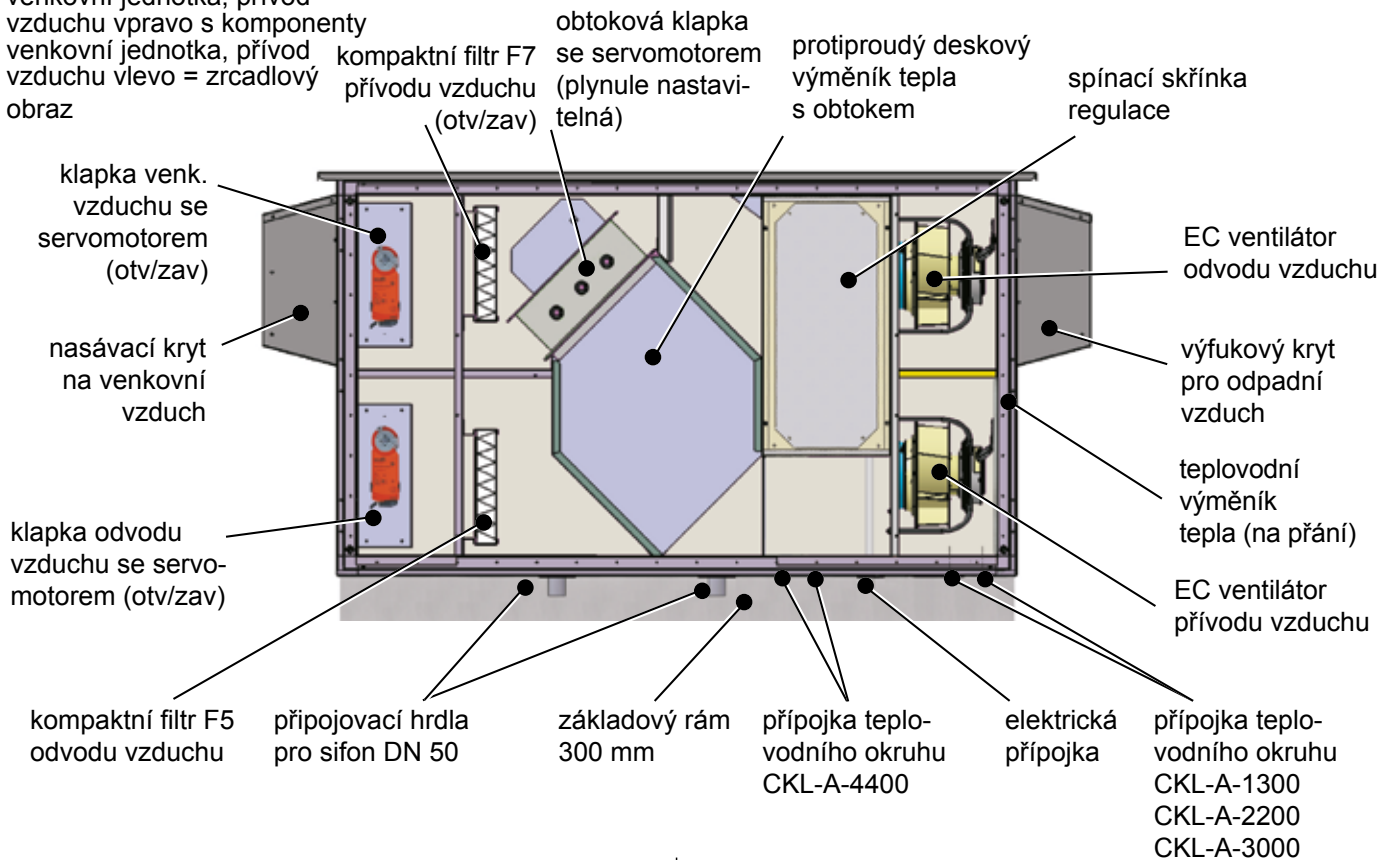 venkovní jednotka, přívod
vzduchu vpravo s komponenty
venkovní jednotka, přívod
vzduchu vlevo = zrcadlový
obraz
kompaktní filtr F7
přívodu vzduchu
(otv/zav)
obtoková klapka
se servomotorem
(plynule nastavi-
telná)
protiproudý deskový
výměník tepla
s obtokem
spínací skřínka
regulace
klapka venk.
vzduchu se
servomotorem
(otv/zav)
nasávací kryt
na venkovní
vzduch
klapka odvodu
vzduchu se servo-
motorem (otv/zav)
EC ventilátor
odvodu vzduchu
výfukový kryt
pro odpadní
vzduch
teplovodní
výměník
tepla (na přání)
EC ventilátor
přívodu vzduchu
kompaktní filtr F5
odvodu vzduchu
připojovací hrdla
pro sifon DN 50
základový rám
300 mm
přípojka teplo-
vodního okruhu
CKL-A-4400
elektrická
přípojka
přípojka teplo-
vodního okruhu
CKL-A-1300
CKL-A-2200
CKL-A-3000